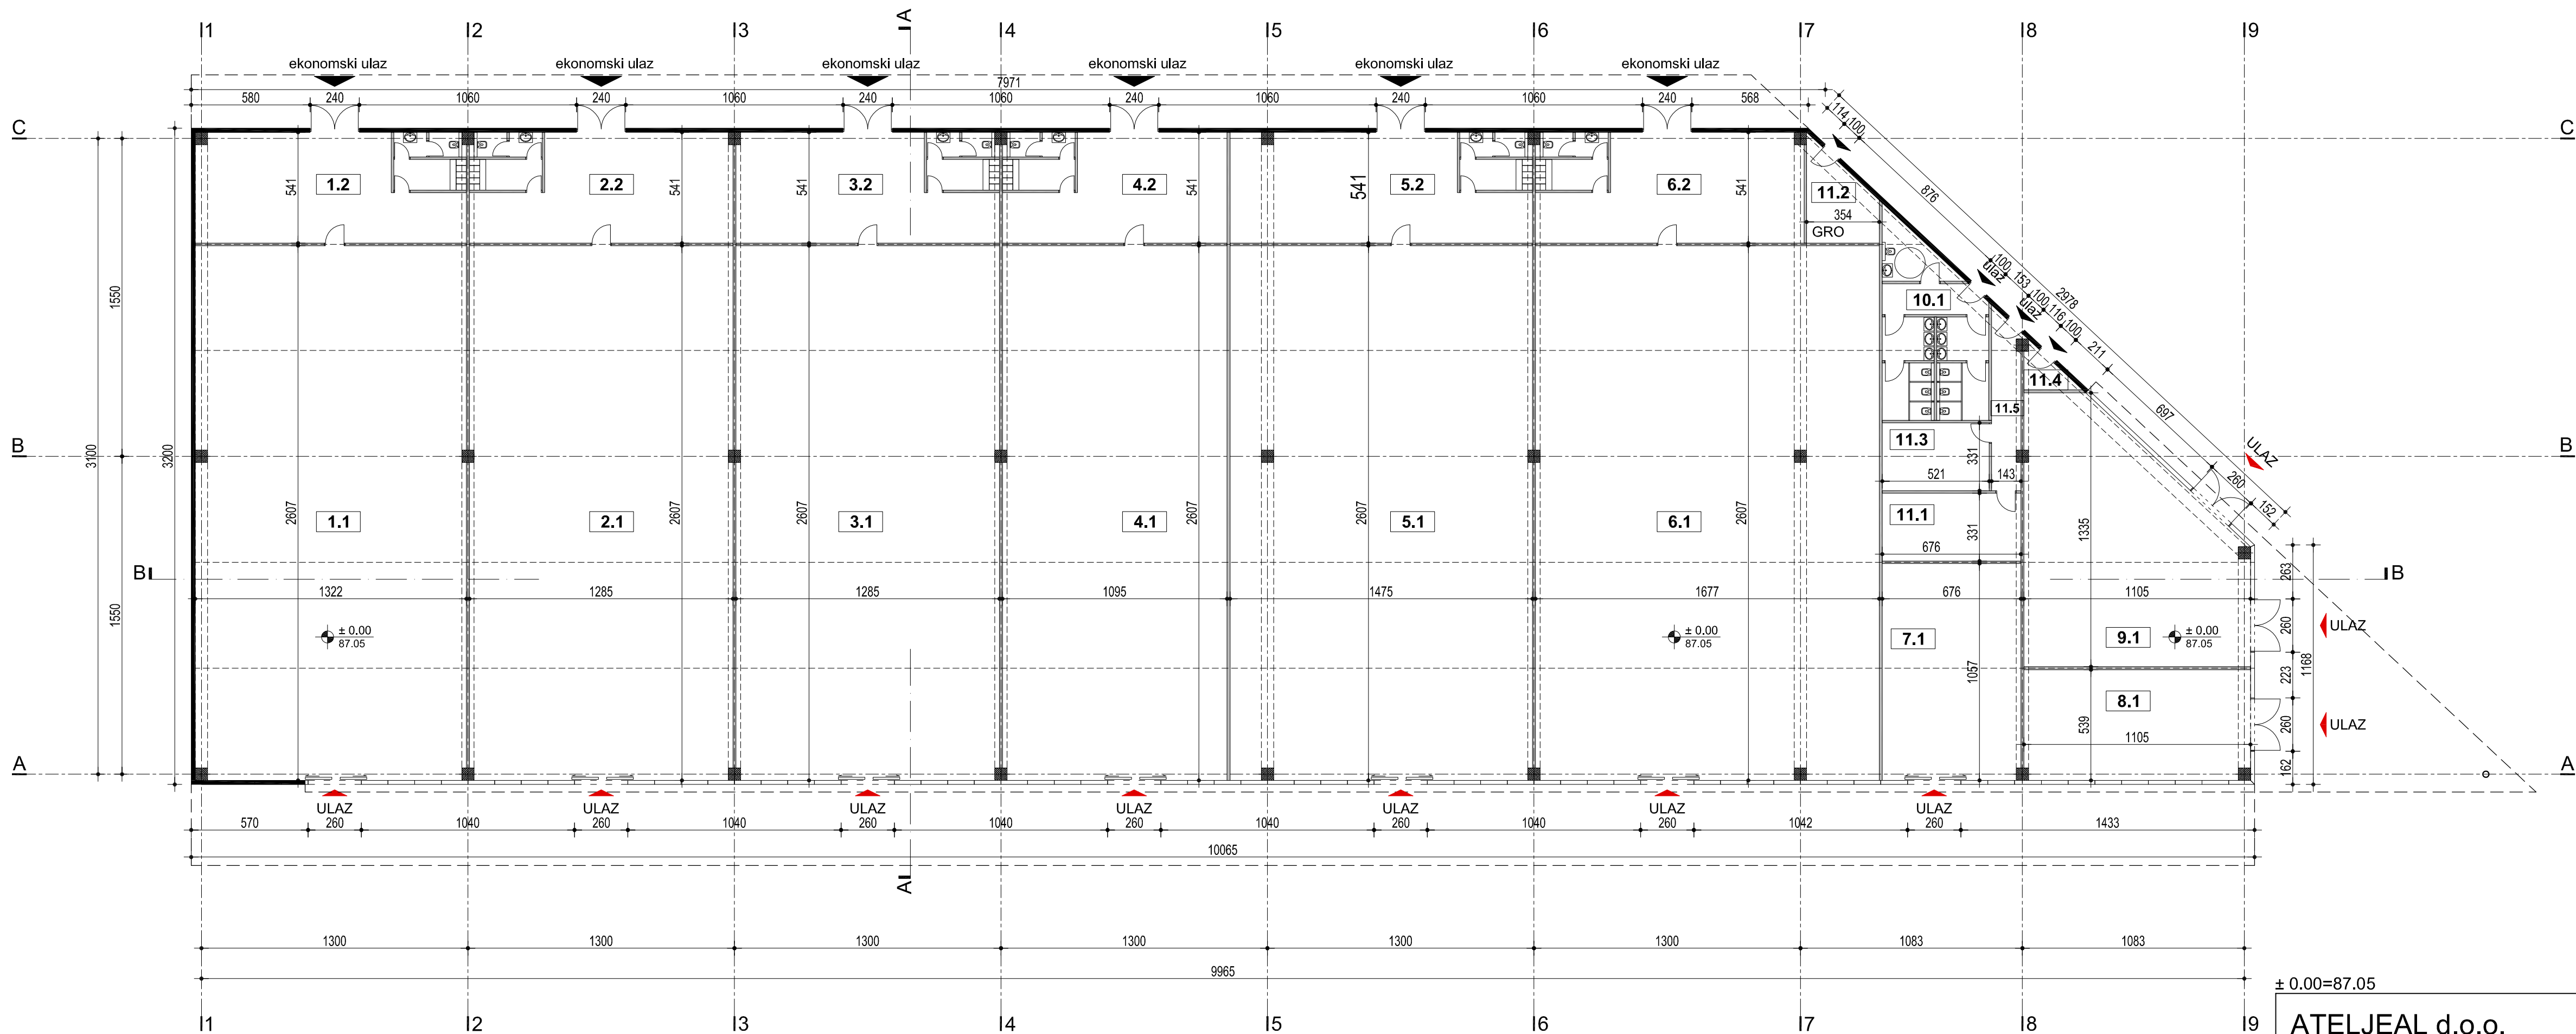 I1 I2 I3 A I4 I5 I6 I7 I8 I9
ekonomski ulaz ekonomski ulaz ekonomski ulaz ekonomski ulaz ekonomski ulaz ekonomski ulaz
7971
580 240 1060 240 1060 240 1060 240 1060 240 1060 240 568
114 100
C C
541 1.2 2.2 541 541 3.2 4.2 541 541 5.2 6.2 541 11.2
876
354
GRO
100 153 100 116 100 211
ulaz
ulaz
2978
10.1
1550
11.4
11.5
697
11.3
B B
3100 3200
331
521 143
ULAZ
260 152
2607 1.1 2.1 2607 2607 3.1 4.1 2607 2607 5.1 6.1 2607
11.1
331
676
1335
B B
263
1322 1285 1285 1095 1475 1677 676 1105
1550
± 0.00
87.05
± 0.00
87.05
7.1
9.1
± 0.00
87.05
260
ULAZ
1057
223 1168
8.1
539
260
ULAZ
1105
162
A A
ULAZ ULAZ ULAZ ULAZ ULAZ ULAZ ULAZ
570 260 1040 260 1040 260 1040 260 1040 260 1040 260 1042 260 1433
10065
A
1300 1300 1300 1300 1300 1300 1083 1083
9965
± 0.00=87.05
I1 I2 I3 I4 I5 I6 I7 I8 I9
ATELJEAL d.o.o.